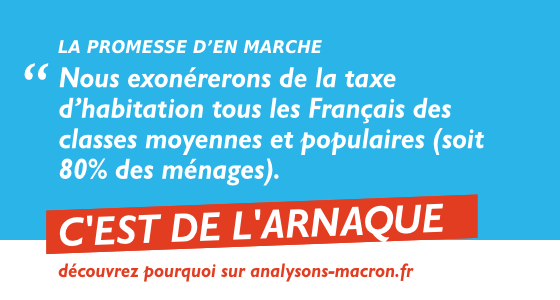 LA PROMESSE D’EN MARCHE
“ Nous exonérerons de la taxe
d’habitation tous les Français des
classes moyennes et populaires (soit
80% des ménages).
C'EST DE L'ARNAQUE
découvrez pourquoi sur analysons-macron.fr